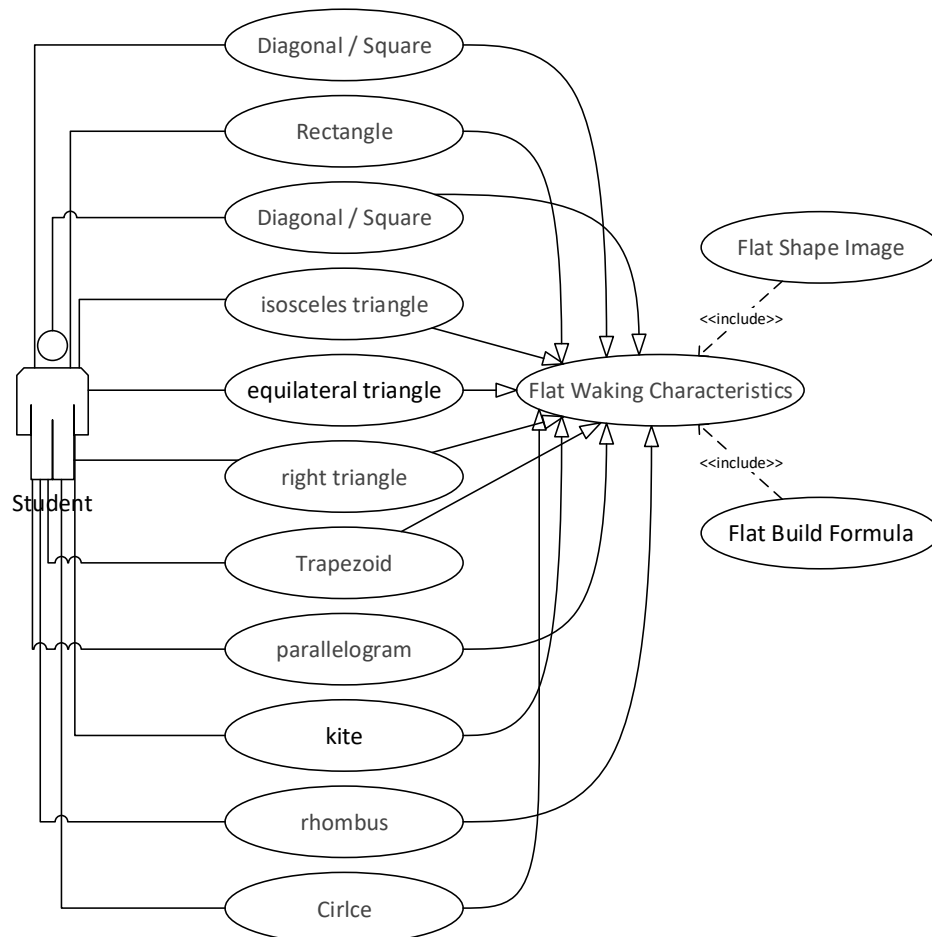 Diagonal / Square
Rectangle
Diagonal / Square
isosceles triangle
equilateral triangle
right triangle
Trapezoid
parallelogram
kite
rhombus
Cirlce
Student
Flat Waking Characteristics
Flat Shape Image
<<include>>
<<include>>
Flat Build Formula